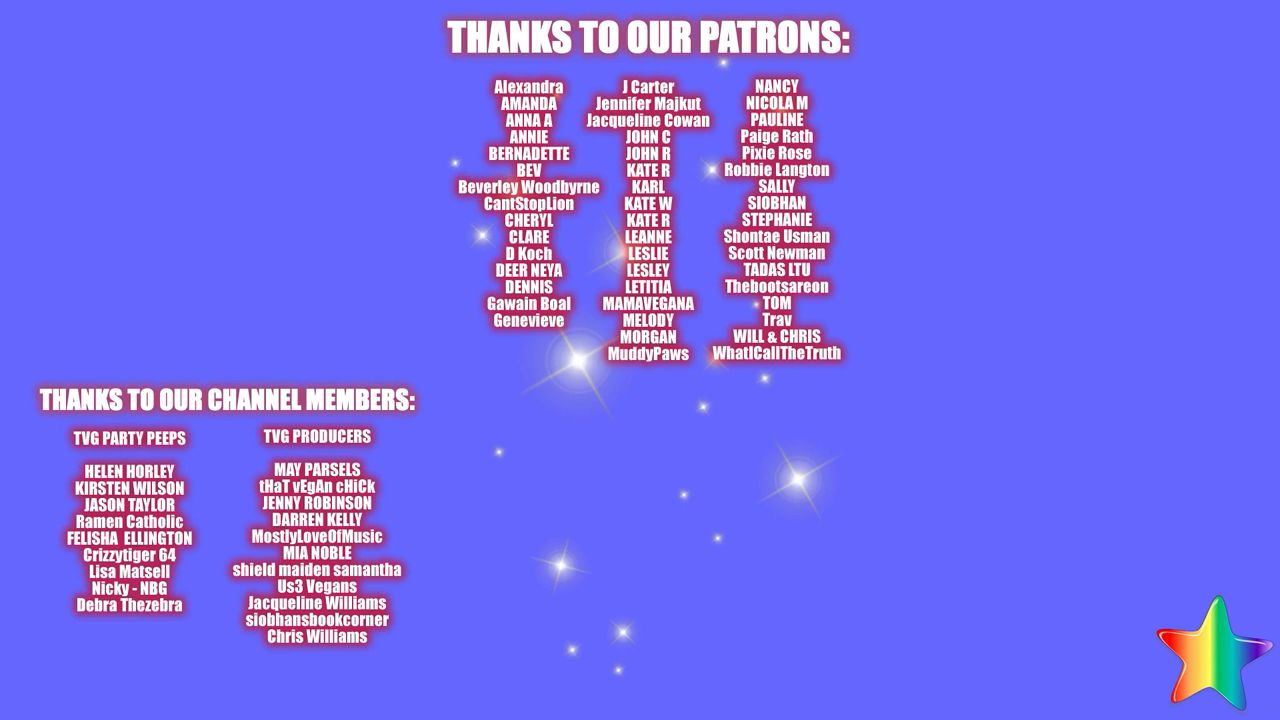 THANKS TO OUR PATRONS:
Alexandra
AMANDA
ANNA A
ANNIE
BERNADETTE
BEV
Beverley Woodbyrne
CantStopLion
CHERYL
CLARE
D Koch
DEER NEYA
DENNIS
Gawain Boal
Genevieve
J Carter
Jennifer Majkut
Jacqueline Cowan
JOHN C
JOHN R
KATE R
KARL
KATE W
KATE R
LEANNE
LESLIE
LESLEY
LETITIA
MAMAVEGANA
MELODY
MORGAN
MuddyPaws
NANCY
NICOLA M
PAULINE
Paige Rath
Pixie Rose
Robbie Langton
SALLY
SIOBHAN
STEPHANIE
Shontae Usman
Scott Newman
TADAS LTU
Thebootsareon
TOM
Trav
WILL & CHRIS
WhatICallTheTruth
THANKS TO OUR CHANNEL MEMBERS:
TVG PARTY PEEPS
HELEN HORLEY
KIRSTEN WILSON
JASON TAYLOR
Ramen Catholic
FELISHA ELLINGTON
Crizzytiger 64
Lisa Matsell
Nicky - NBG
Debra Thezebra
TVG PRODUCERS
MAY PARSELS
tHaT vEgAn cHiCk
JENNY ROBINSON
DARREN KELLY
MostlyLoveOfMusic
MIA NOBLE
shield maiden samantha
Us3 Vegans
Jacqueline Williams
siobhansbookcorner
Chris Williams